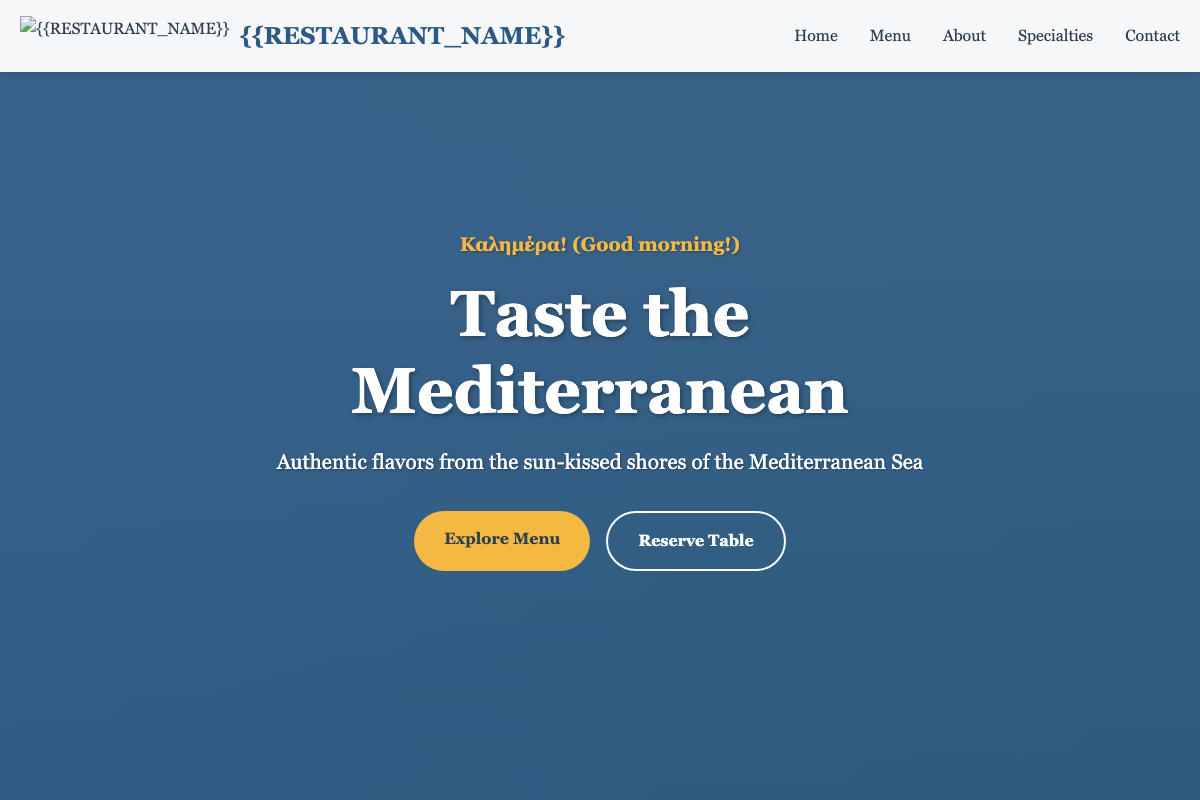 {{RESTAURANT_NAME}} {{RESTAURANT_NAME}} Home Menu About Specialties Contact
Καλημέρα! (Good morning!)
Taste the
Mediterranean
Authentic flavors from the sun-kissed shores of the Mediterranean Sea
Explore Menu Reserve Table